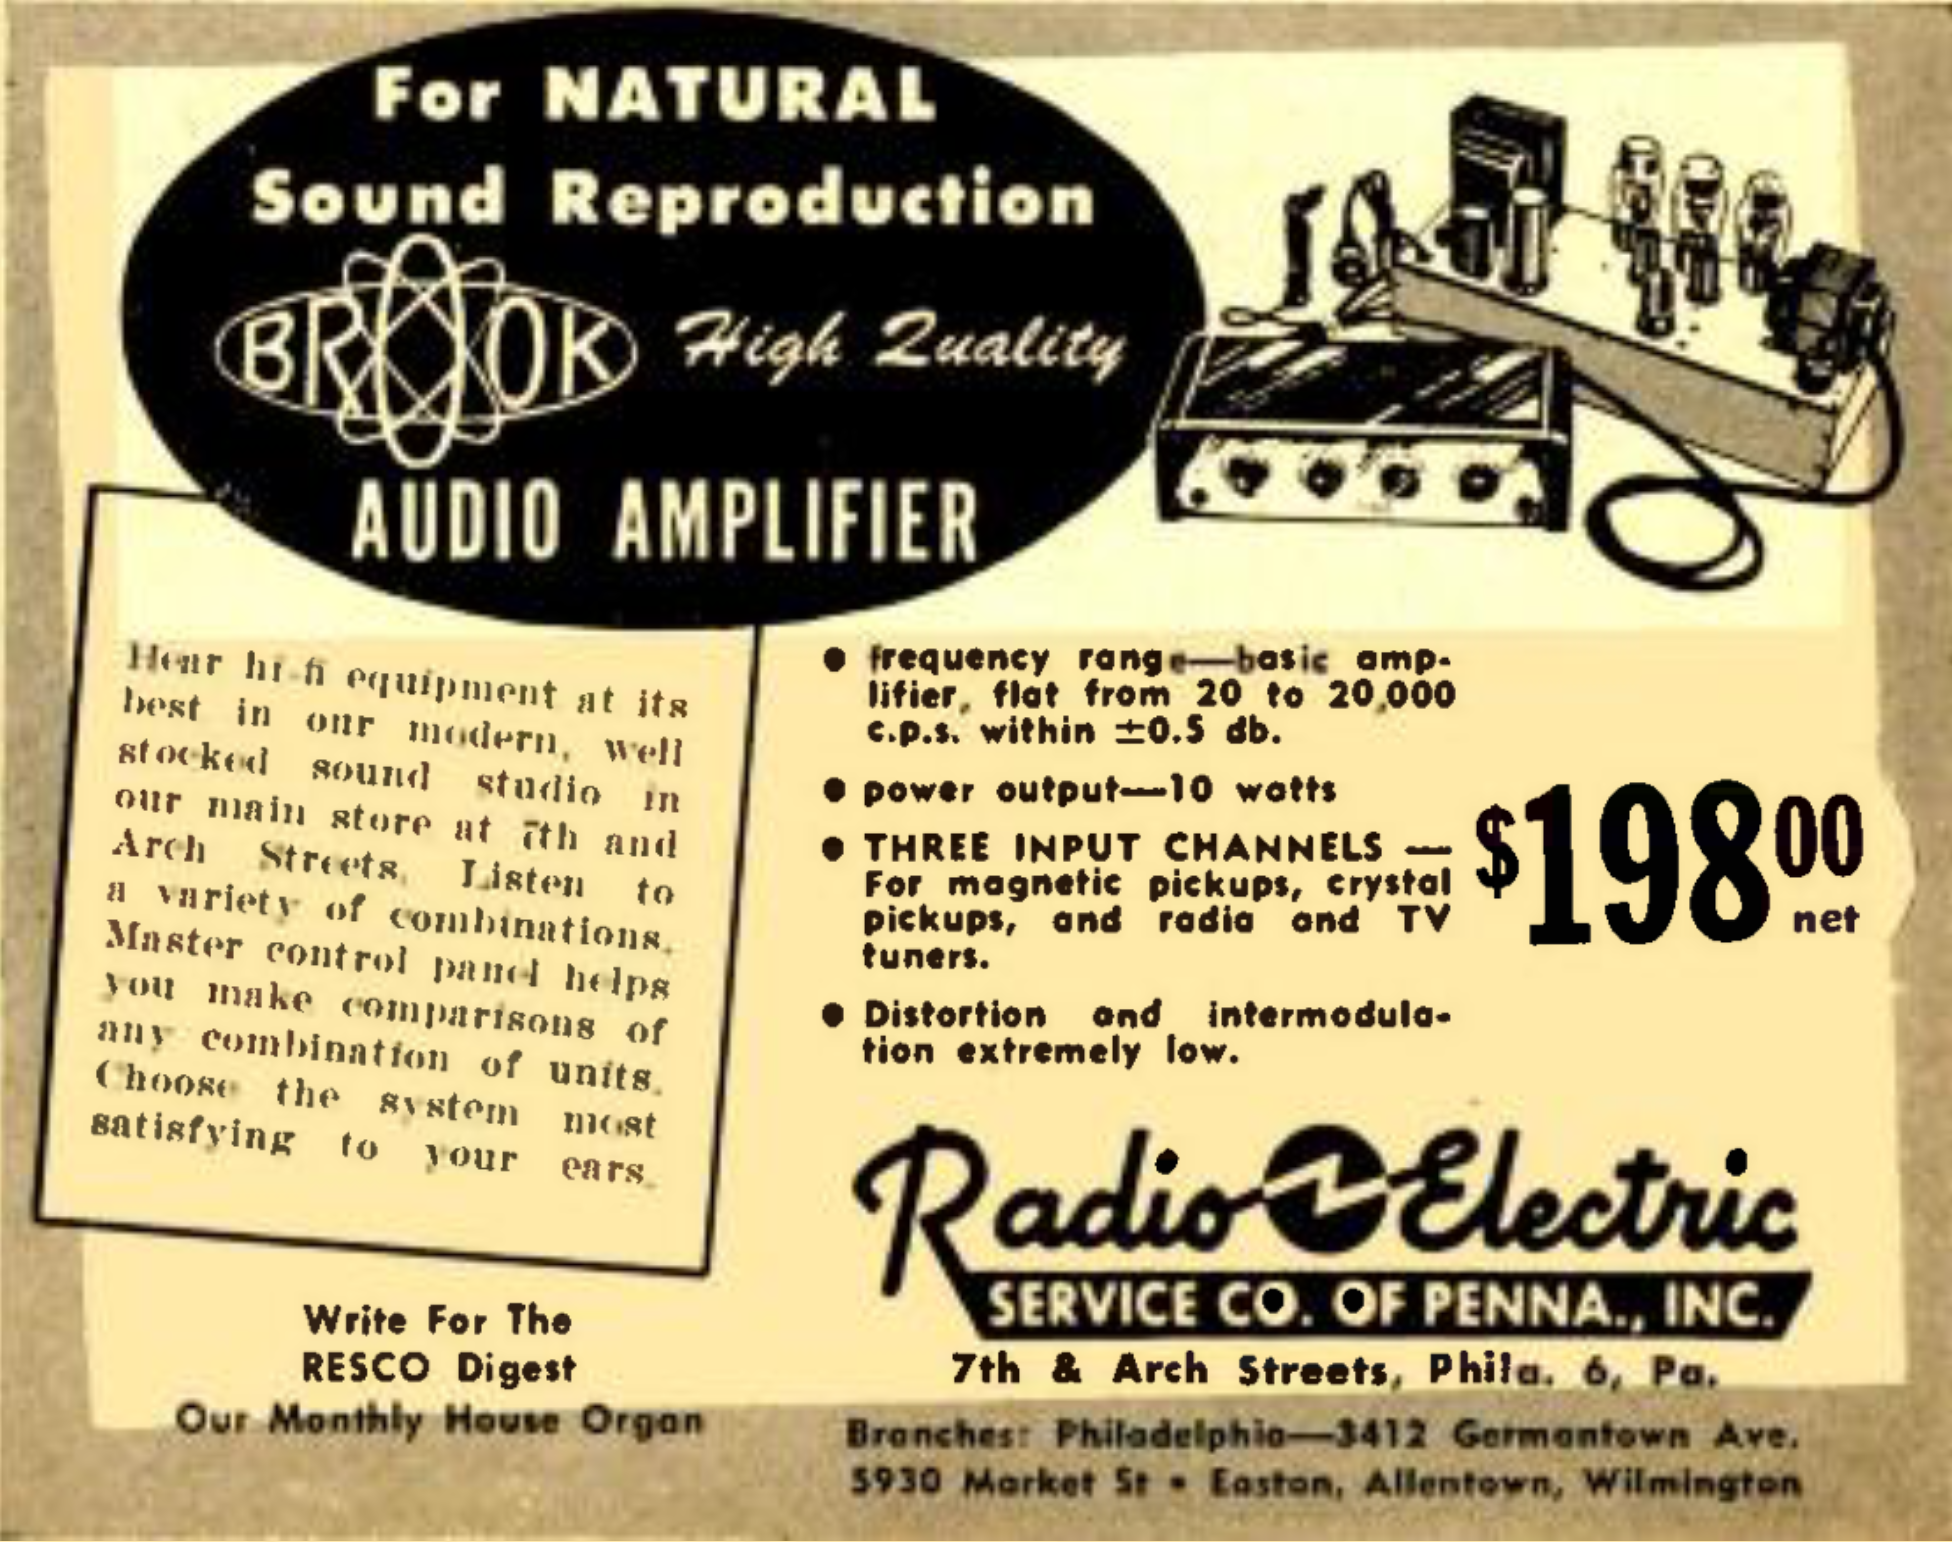 For NATURAL
Sound Reproduction
BROOK High Quality
AUDIO AMPLIFIER
Hear hi-fi equipment at its
best in our modern, well
stocked sound studio in
our main store at 7th and
Arch Streets. Listen to
a variety of combinations.
Master control panel helps
you make comparisons of
any combination of units.
Choose the system most
satisfying to your ears.
Write For The
RESCO Digest
Our Monthly House Organ
● frequency range—basic amp-
lifier, flat from 20 to 20,000
c.p.s. within ±0.5 db.
● power output—10 watts
● THREE INPUT CHANNELS —
For magnetic pickups, crystal
pickups, and radio and TV
tuners.
● Distortion and intermodula-
tion extremely low.
$198.00
net
Radio Electric
SERVICE CO. OF PENNA., INC.
7th & Arch Streets, Phila. 6, Pa.
Branches: Philadelphia—3412 Germantown Ave.
5930 Market St • Easton, Allentown, Wilmington